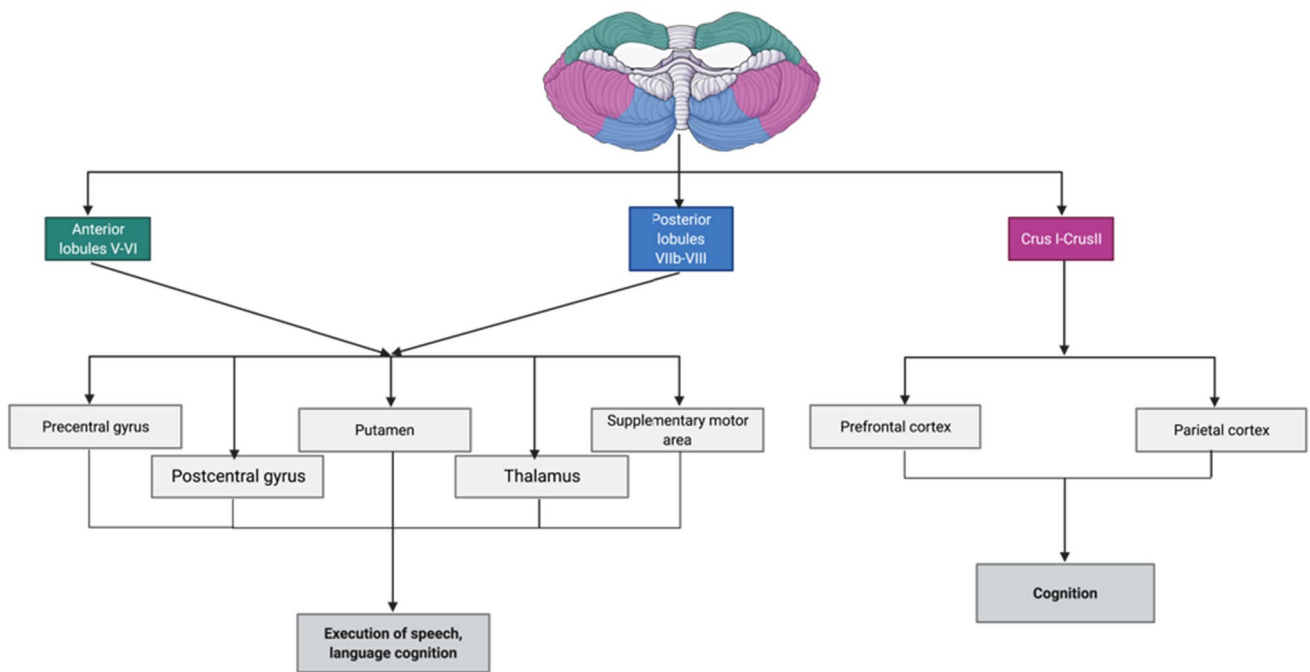 Anterior
lobules V-VI
Posterior
lobules
VIIb-VIII
Crus I-CrusII
Precentral gyrus
Postcentral gyrus
Putamen
Thalamus
Supplementary motor
area
Prefrontal cortex
Parietal cortex
Execution of speech,
language cognition
Cognition